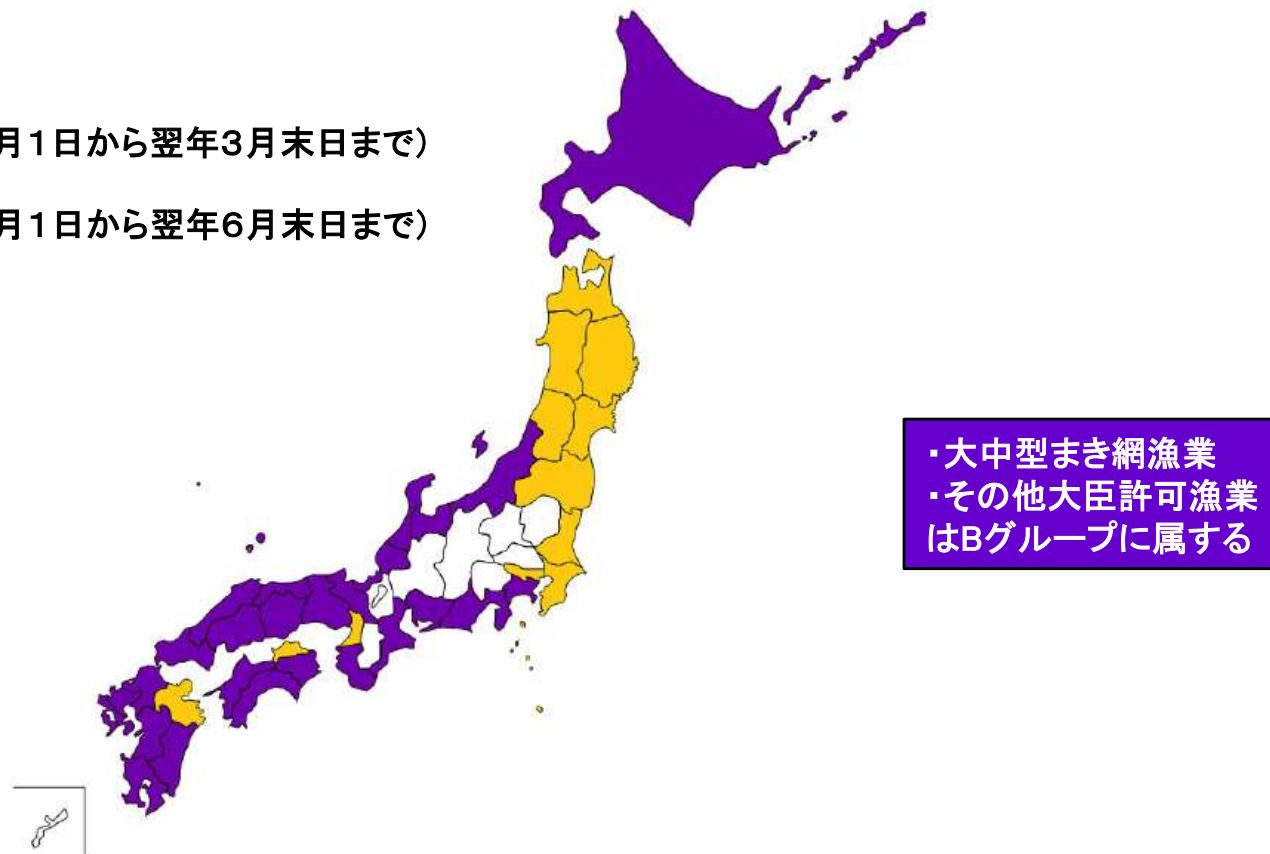 月1日から翌年3月末日まで）
月1日から翌年6月末日まで）
・大中型まき網漁業
・その他大臣許可漁業
はBグループに属する